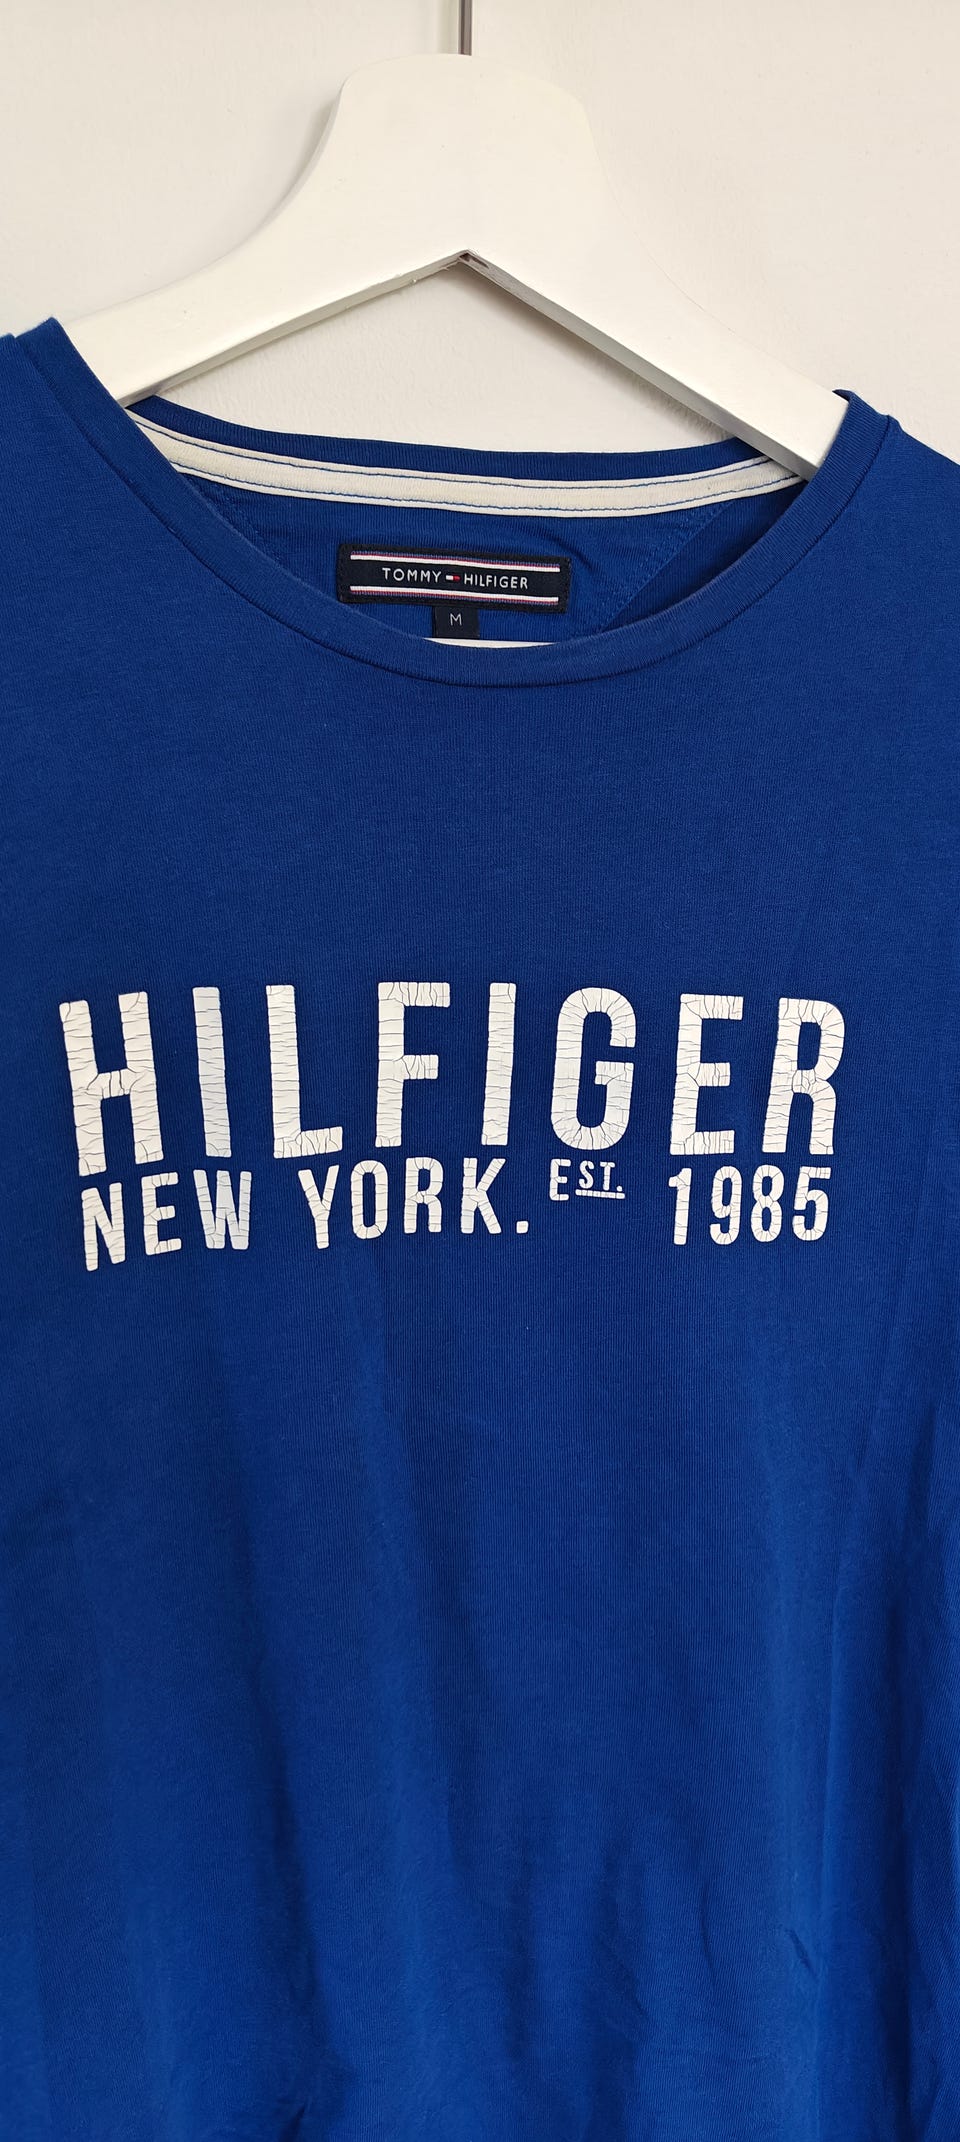 TOMMY HILFIGER
M
HILFIGER
NEW YORK. EST. 1985